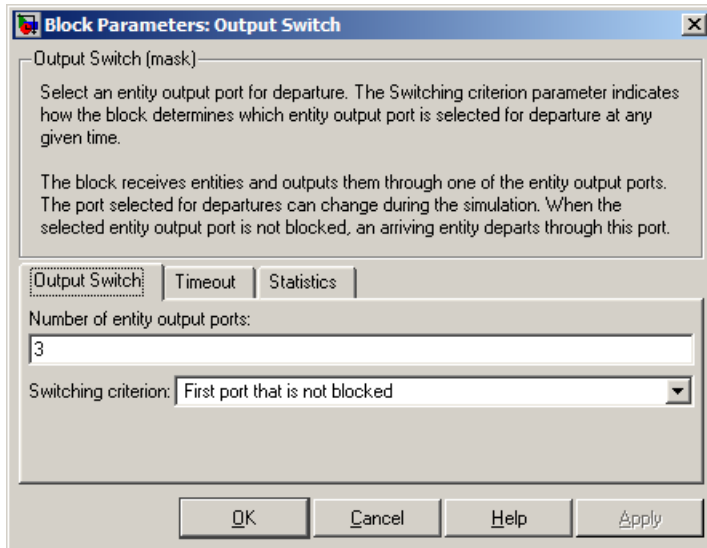 Block Parameters: Output Switch
Output Switch (mask)
Select an entity output port for departure. The Switching criterion parameter indicates
how the block determines which entity output port is selected for departure at any
given time.
The block receives entities and outputs them through one of the entity output ports.
The port selected for departures can change during the simulation. When the
selected entity output port is not blocked, an arriving entity departs through this port.
Output Switch Timeout Statistics
Number of entity output ports:
3
Switching criterion: First port that is not blocked
OK Cancel Help Apply